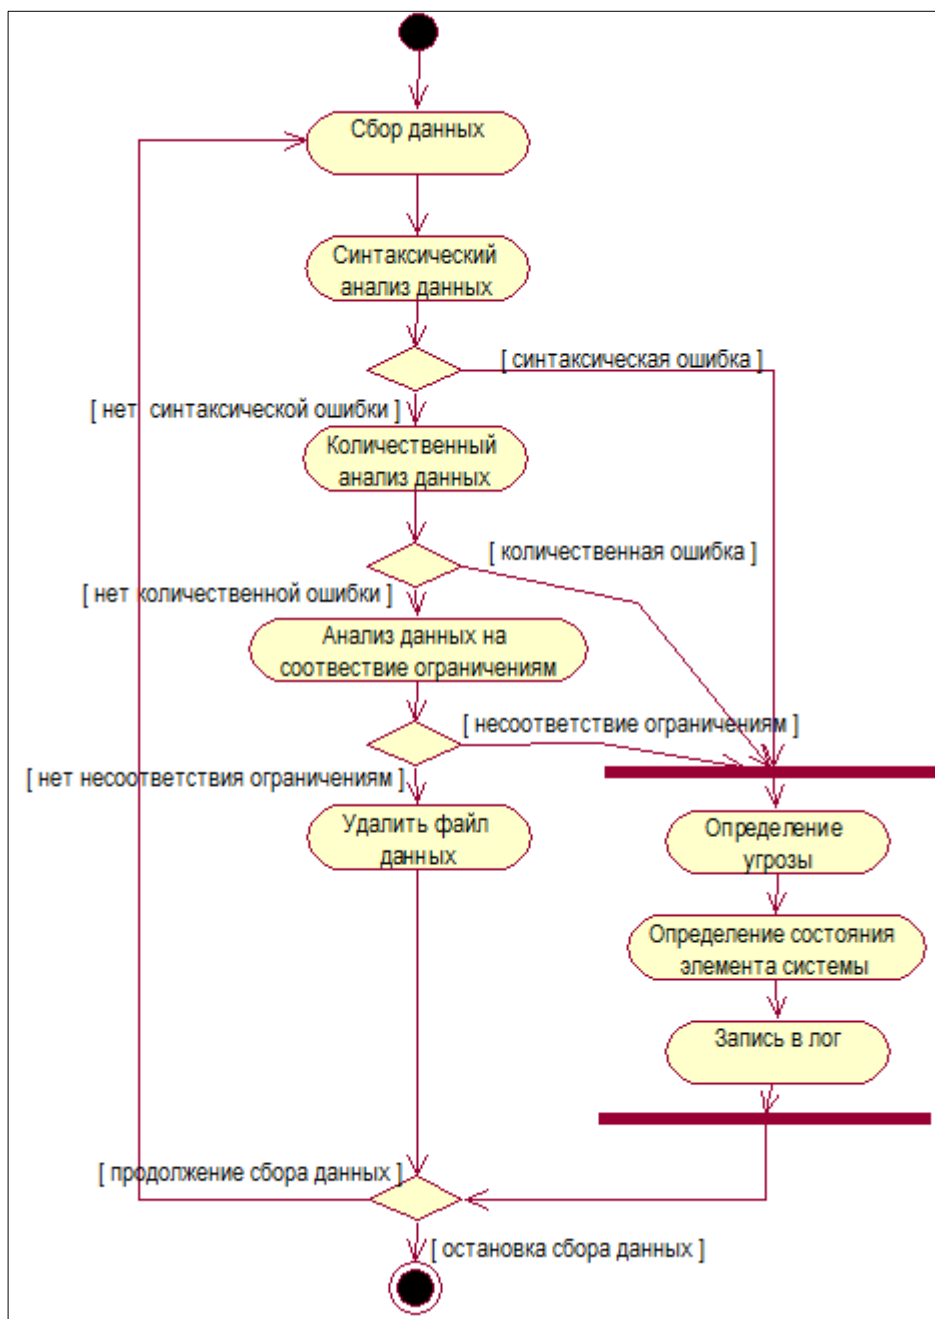 Сбор данных
Синтаксический
анализ данных
[ синтаксическая ошибка ]
[ нет синтаксической ошибки ]
Количественный
анализ данных
[ количественная ошибка ]
[ нет количественной ошибки ]
Анализ данных на
соотвествие ограничениям
[ несоответствие ограничениям ]
[ нет несоответствия ограничениям ]
Удалить файл
данных
Определение
угрозы
Определение состояния
элемента системы
Запись в лог
[ продолжение сбора данных ]
[ остановка сбора данных ]